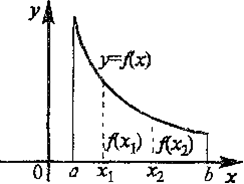 y
y=f(x)
f(x₁) f(x₂)
0 a x₁ x₂ b x